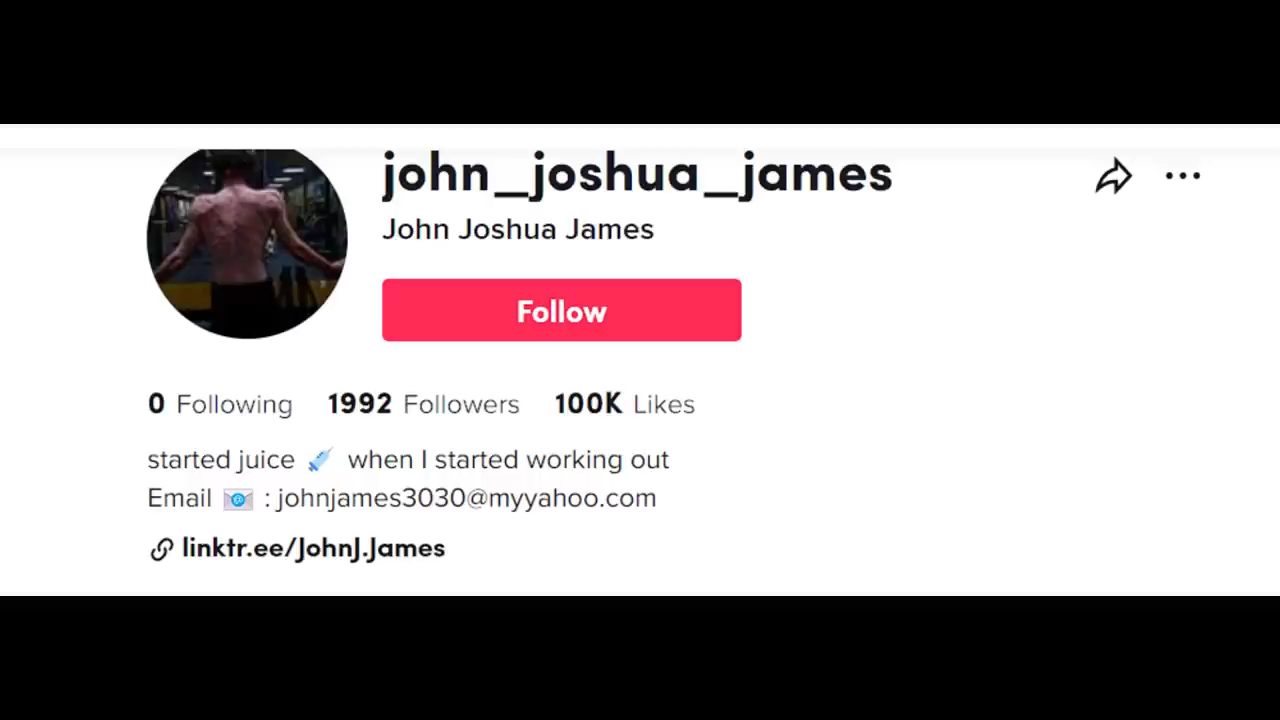 john_joshua_james
John Joshua James
Follow
0 Following 1992 Followers 100K Likes
started juice 💉 when I started working out
Email 📧 : johnjames3030@myyahoo.com
linktr.ee/JohnJ.James